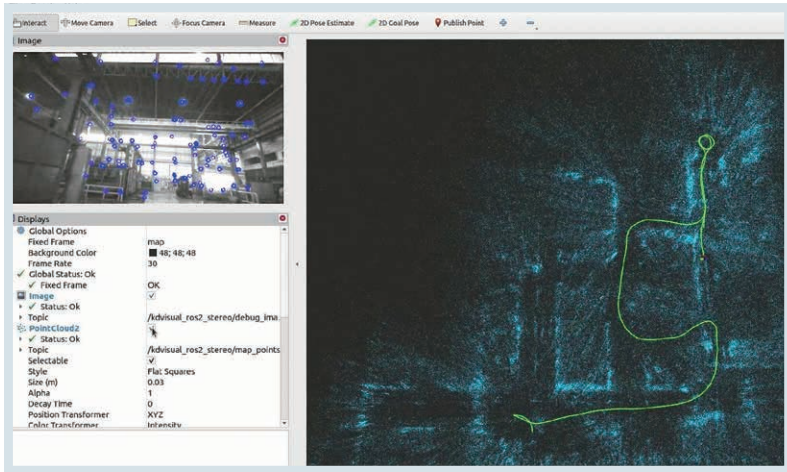 Interact Move Camera Select Focus Camera Measure 2D Pose Estimate 2D Goal Pose Publish Point
Image
Displays
Global Options
Fixed Frame map
Background Color 48; 48; 48
Frame Rate 30
Global Status: Ok
Fixed Frame OK
Image
Status: Ok
Topic /kdvisual_ros2_stereo/debug_ima
PointCloud2
Status: Ok
Topic /kdvisual_ros2_stereo/map_points
Selectable
Style Flat Squares
Size (m) 0.03
Alpha 1
Decay Time 0
Position Transformer XYZ
Color Transformer Intensity